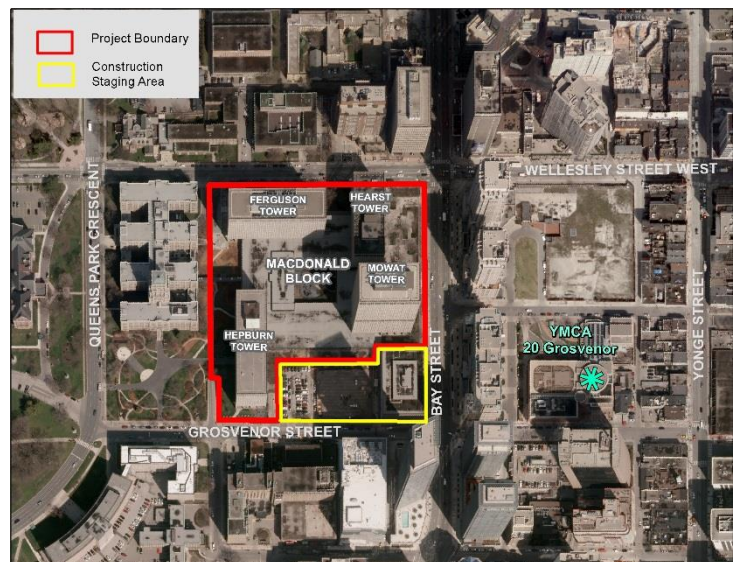 Project Boundary
Construction
Staging Area
WELLESLEY STREET WEST
QUEENS PARK CRESCENT
FERGUSON
TOWER
HEARST
TOWER
MACDONALD
BLOCK
MOWAT
TOWER
HEPBURN
TOWER
BAY STREET
YMCA
20 Grosvenor
YONGE STREET
GROSVENOR STREET